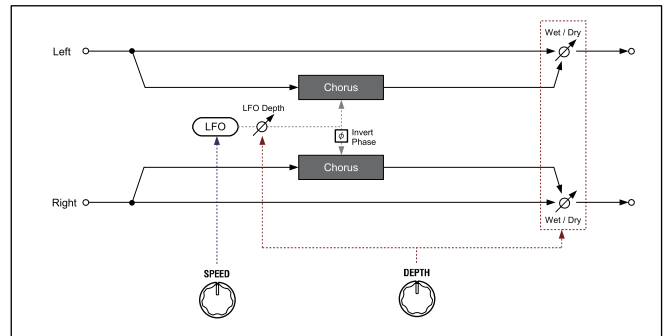 Wet / Dry
Left
Chorus
LFO Depth
LFO
ϕ
Invert
Phase
Chorus
Right
Wet / Dry
SPEED
DEPTH